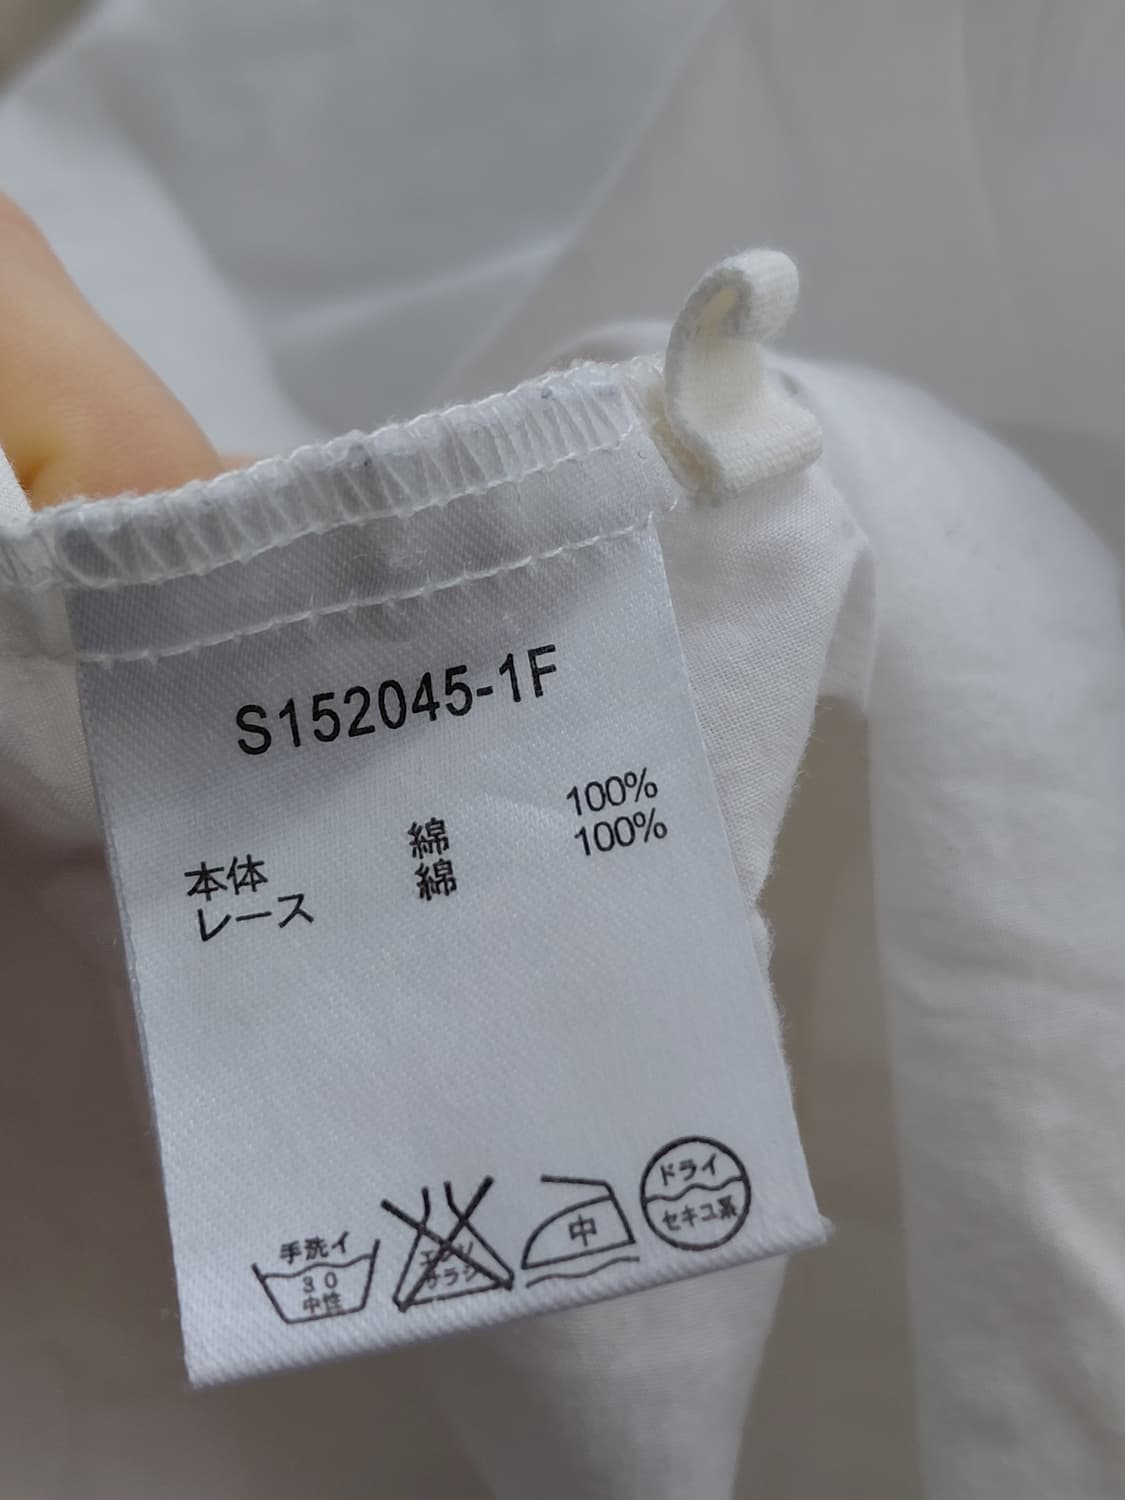 S152045-1F
本体 綿 100%
レース 綿 100%
手洗イ
30
中性
エンソ
サラシ
中
ドライ
セキユ系